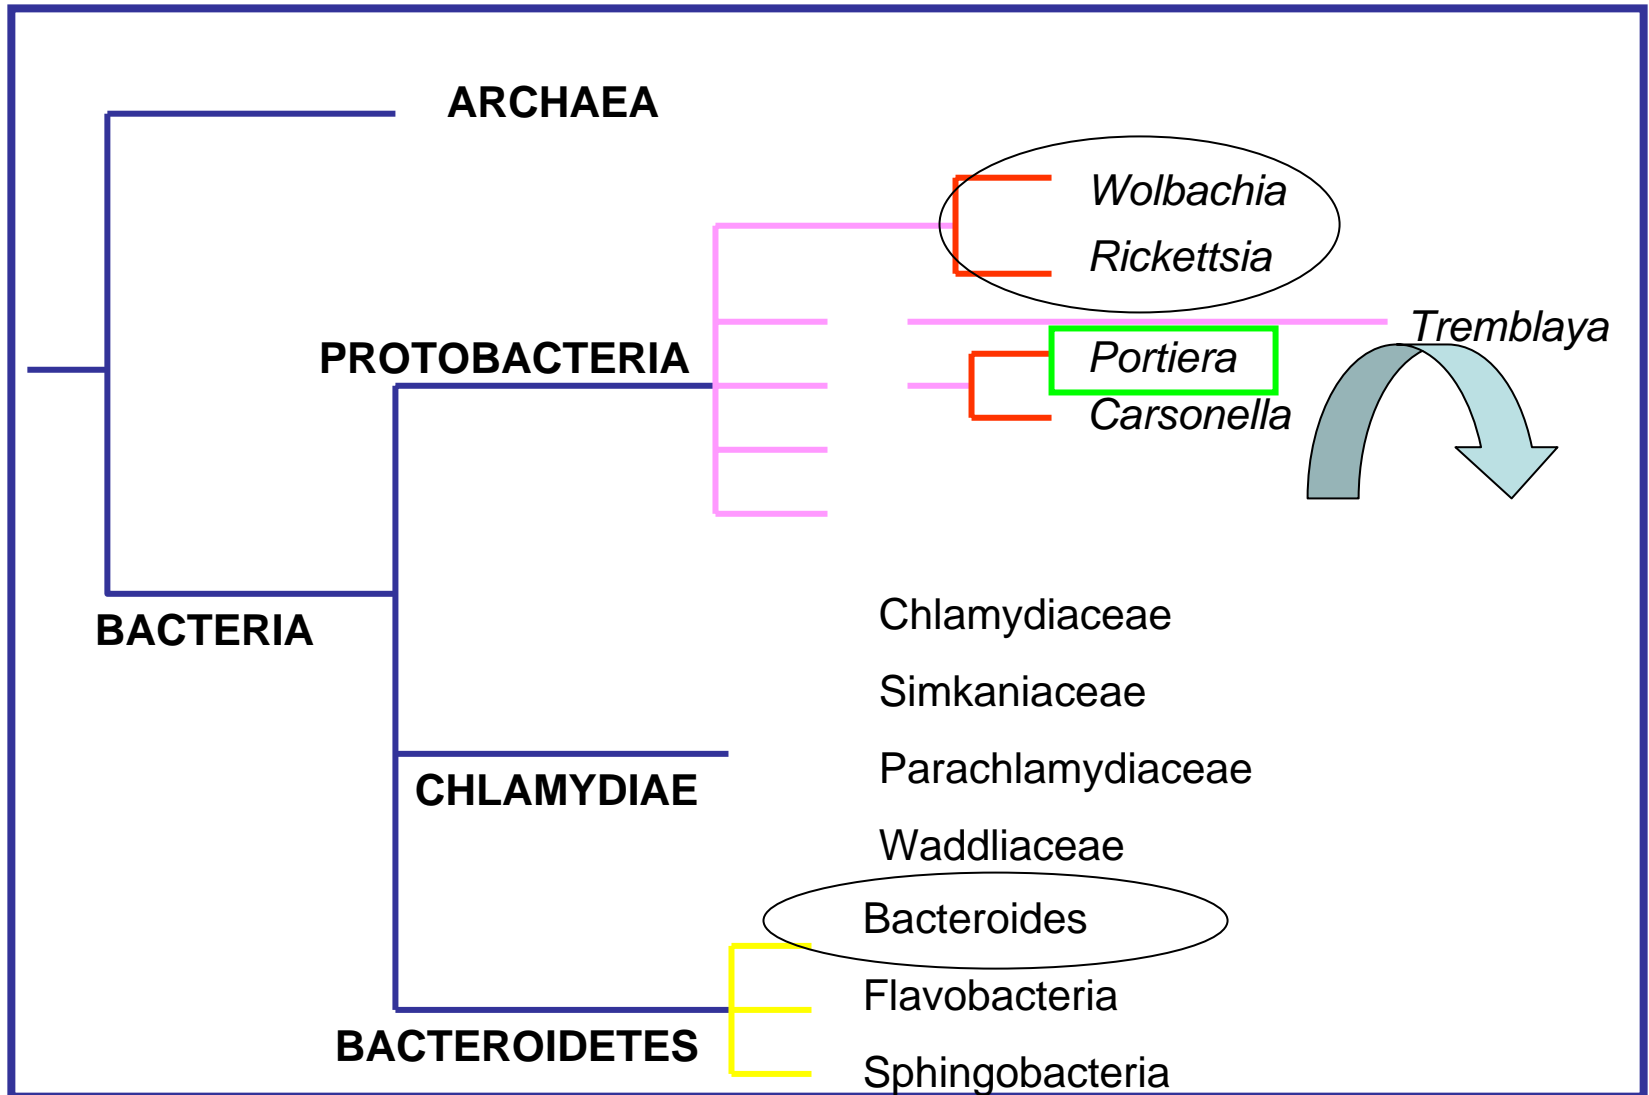 ARCHAEA
Wolbachia
Rickettsia
Tremblaya
PROTOBACTERIA
Portiera
Carsonella
BACTERIA
Chlamydiaceae
Simkaniaceae
Parachlamydiaceae
CHLAMYDIAE
Waddliaceae
Bacteroides
Flavobacteria
BACTEROIDETES
Sphingobacteria